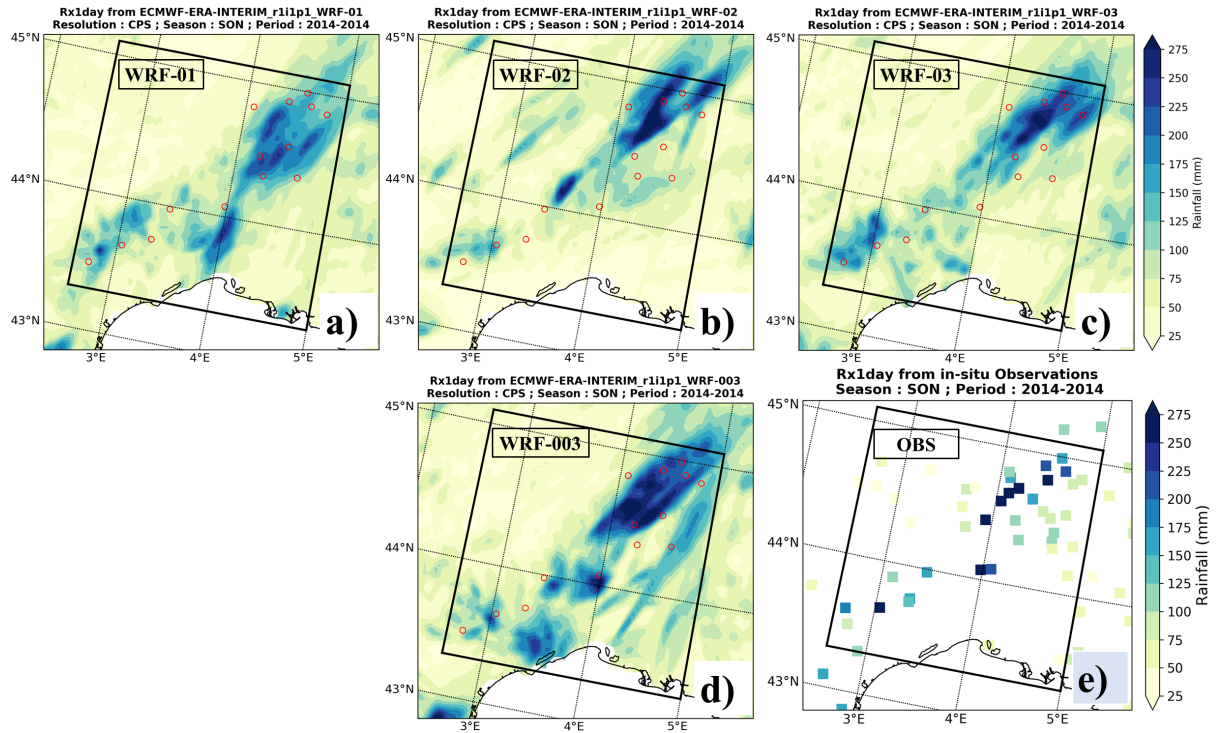 Rx1day from ECMWF-ERA-INTERIM_r1i1p1_WRF-01
Resolution : CPS ; Season : SON ; Period : 2014-2014
45°N
44°N
43°N
3°E
4°E
5°E
WRF-01
a)
Rx1day from ECMWF-ERA-INTERIM_r1i1p1_WRF-02
Resolution : CPS ; Season : SON ; Period : 2014-2014
45°N
44°N
43°N
3°E
4°E
5°E
WRF-02
b)
Rx1day from ECMWF-ERA-INTERIM_r1i1p1_WRF-03
Resolution : CPS ; Season : SON ; Period : 2014-2014
45°N
44°N
43°N
3°E
4°E
5°E
WRF-03
c)
275
250
225
200
175
150
125
100
75
50
25
Rainfall (mm)
Rx1day from ECMWF-ERA-INTERIM_r1i1p1_WRF-003
Resolution : CPS ; Season : SON ; Period : 2014-2014
45°N
44°N
43°N
3°E
4°E
5°E
WRF-003
d)
Rx1day from in-situ Observations
Season : SON ; Period : 2014-2014
45°N
44°N
43°N
3°E
4°E
5°E
OBS
e)
275
250
225
200
175
150
125
100
75
50
25
Rainfall (mm)